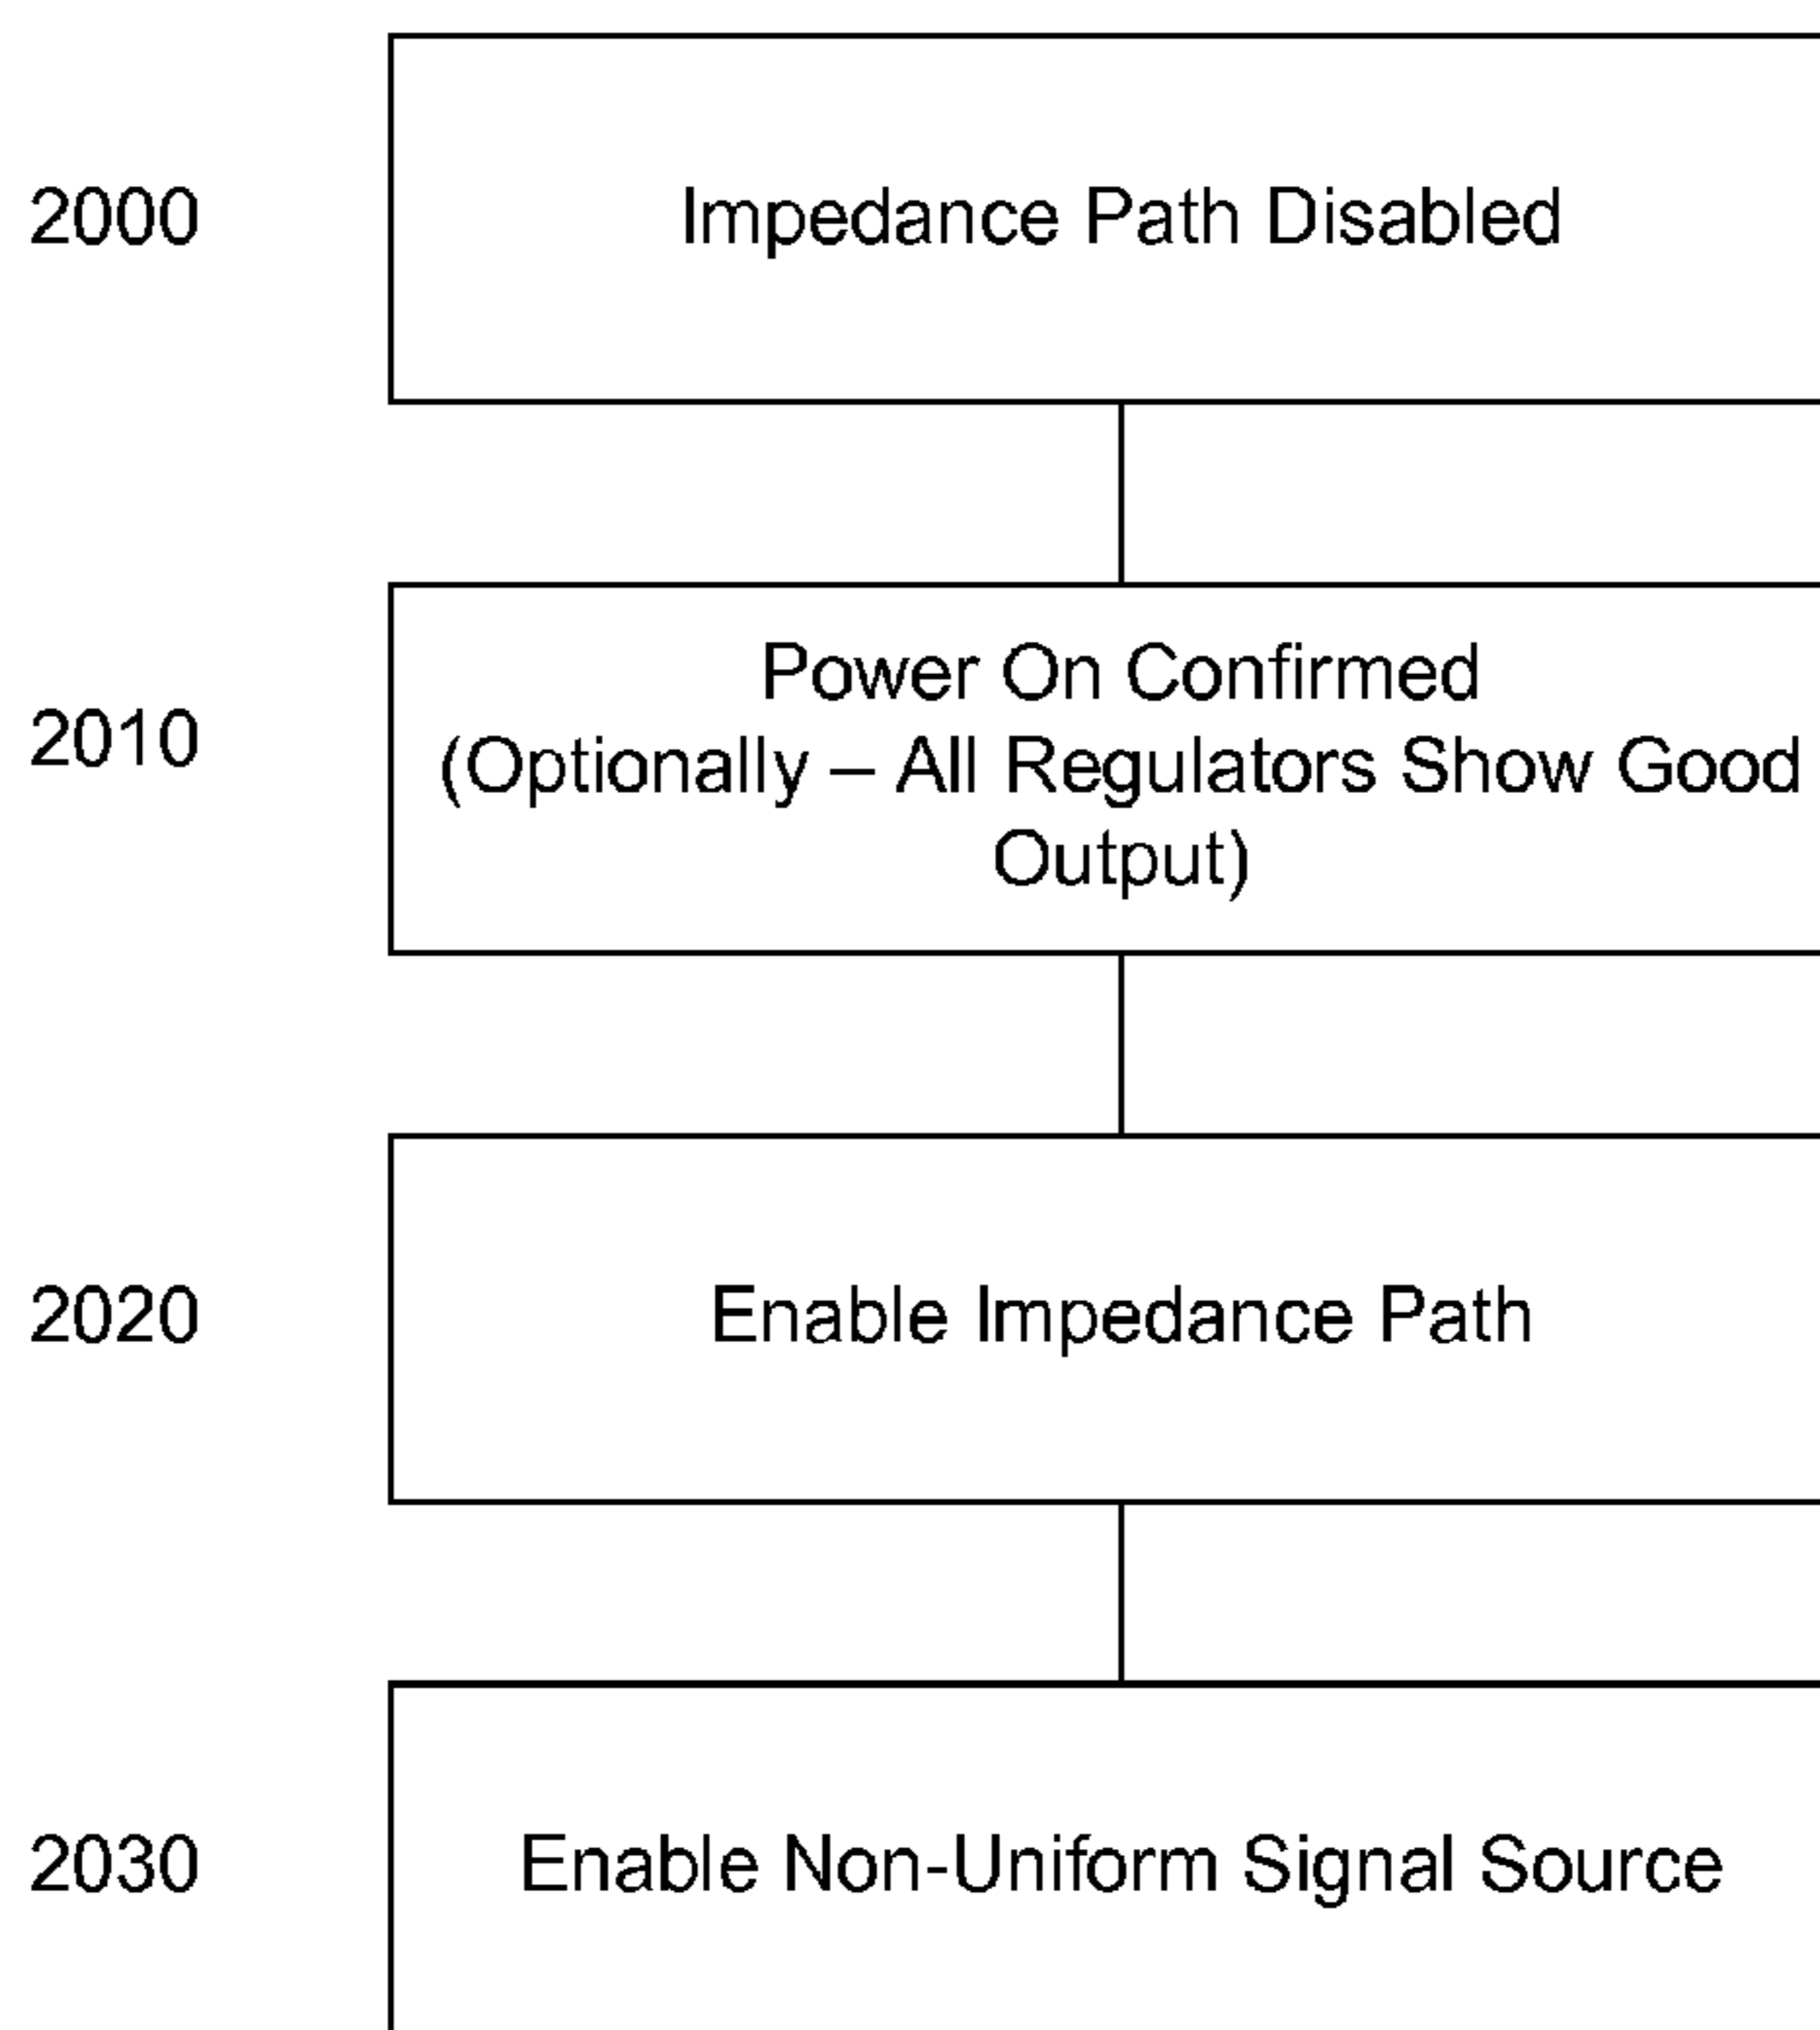 2000
Impedance Path Disabled
2010
Power On Confirmed
(Optionally – All Regulators Show Good
Output)
2020
Enable Impedance Path
2030
Enable Non-Uniform Signal Source